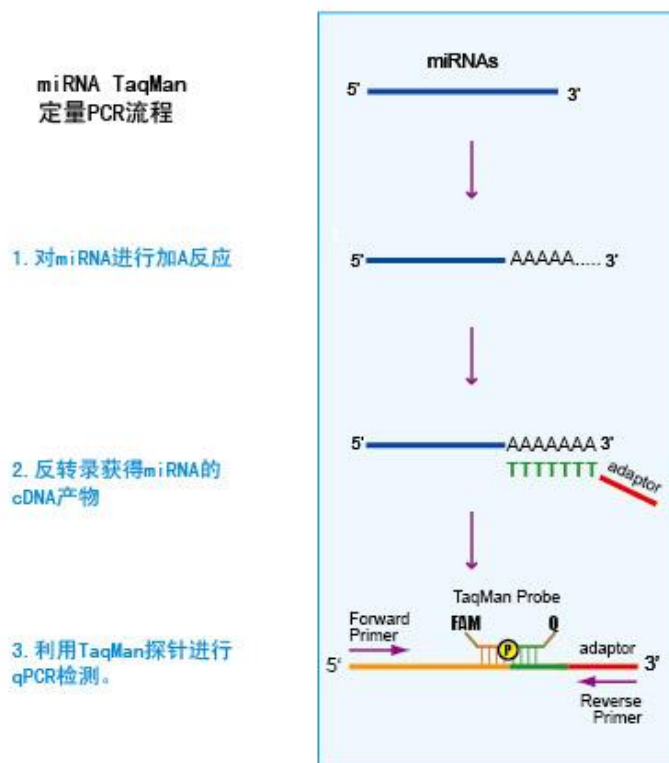 miRNA TaqMan
定量PCR流程
miRNAs
5' 3'
1. 对miRNA进行加A反应
5' AAAAA..... 3'
2. 反转录获得miRNA的
cDNA产物
5' AAAAAAA 3'
TTTTTTT adaptor
3. 利用TaqMan探针进行
qPCR检测。
TaqMan Probe
Forward
Primer
FAM Q
P
adaptor
5' 3'
Reverse
Primer